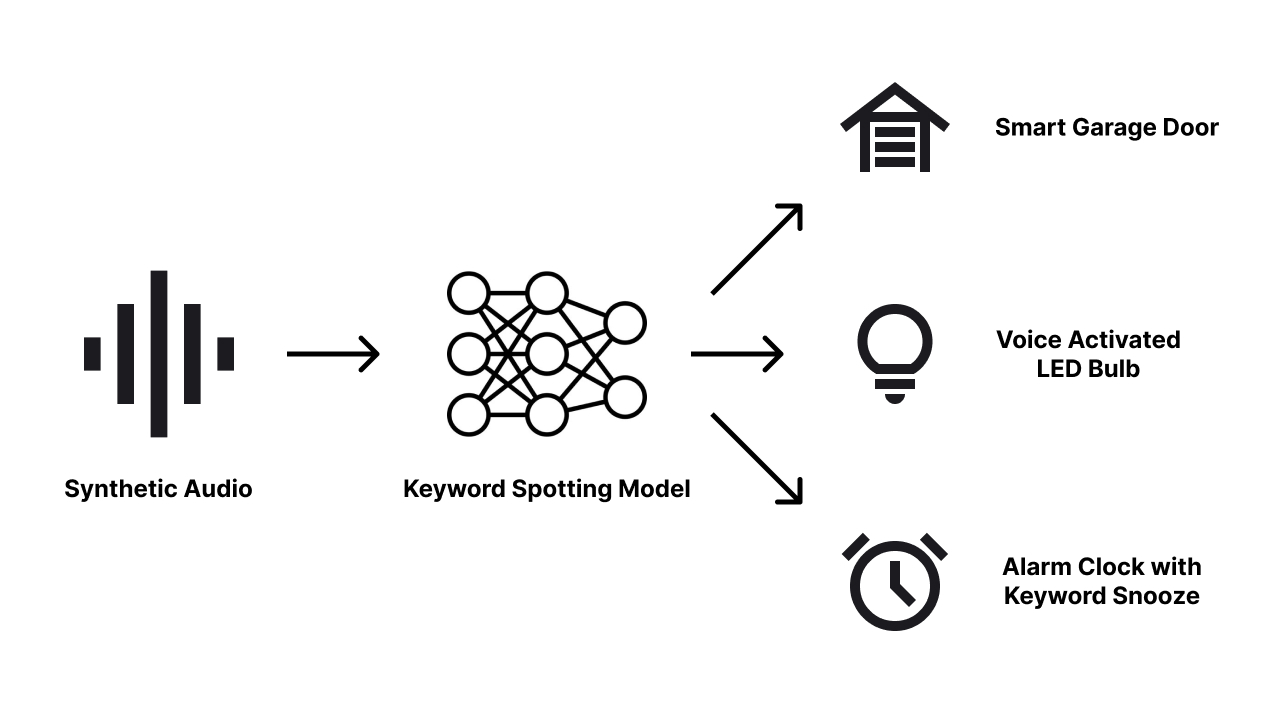 Smart Garage Door
Voice Activated
LED Bulb
Synthetic Audio
Keyword Spotting Model
Alarm Clock with
Keyword Snooze